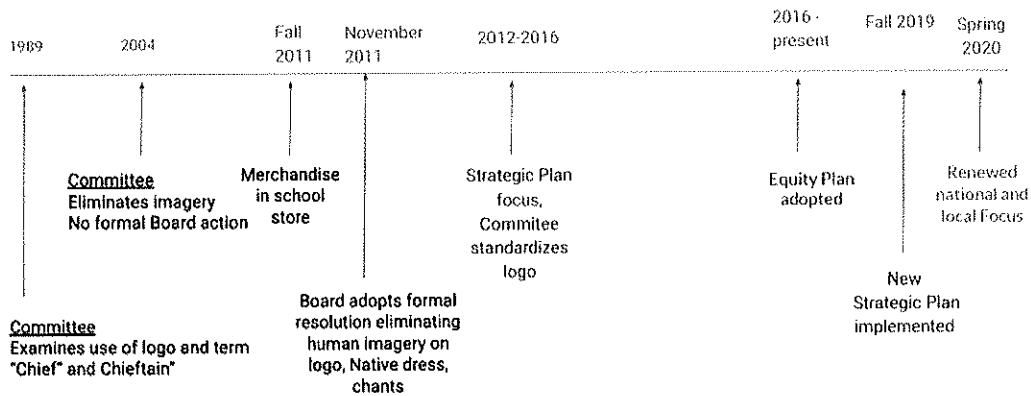 1989
2004
Fall
2011
November
2011
2012-2016
2016 -
present
Fall 2019
Spring
2020
Committee
Eliminates imagery
No formal Board action
Merchandise
in school
store
Strategic Plan
focus,
Commitee
standardizes
logo
Equity Plan
adopted
Renewed
national and
local Focus
Committee
Examines use of logo and term
"Chief" and Chieftain"
Board adopts formal
resolution eliminating
human imagery on
logo, Native dress,
chants
New
Strategic Plan
implemented